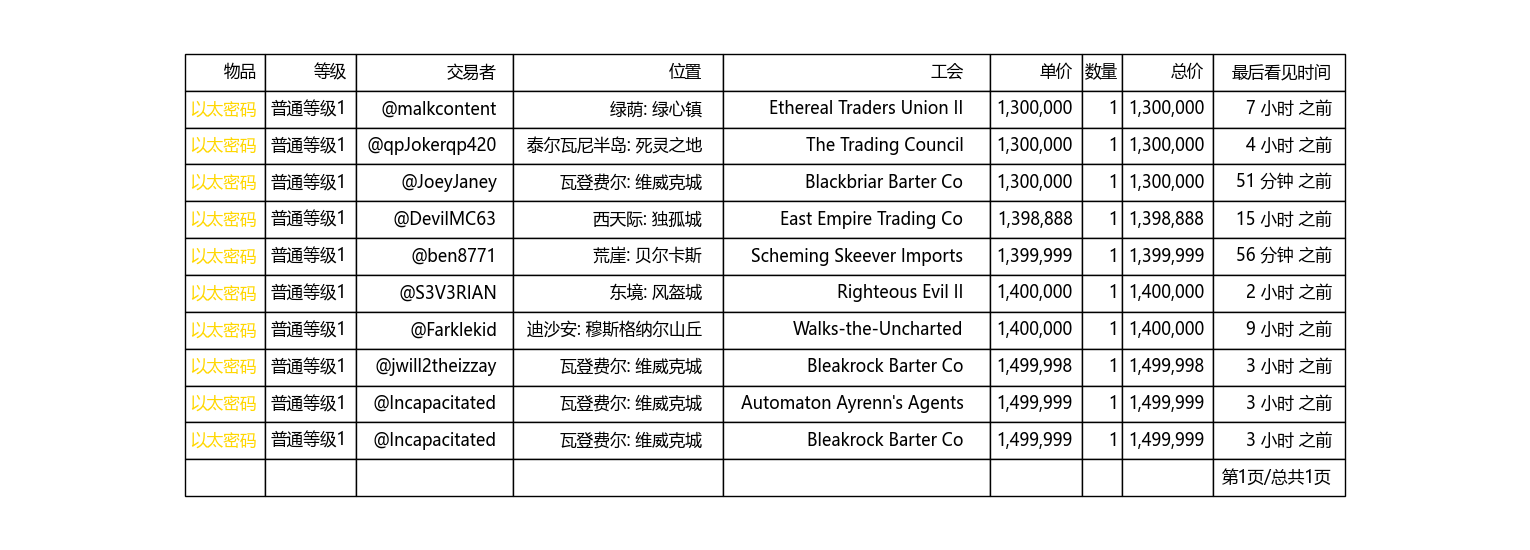 物品 等级 交易者 位置 工会 单价 数量 总价 最后看见时间
以太密码 普通等级1 @malkcontent 绿荫: 绿心镇 Ethereal Traders Union II 1,300,000 1 1,300,000 7 小时 之前
以太密码 普通等级1 @qpJokerqp420 泰尔瓦尼半岛: 死灵之地 The Trading Council 1,300,000 1 1,300,000 4 小时 之前
以太密码 普通等级1 @JoeyJaney 瓦登费尔: 维威克城 Blackbriar Barter Co 1,300,000 1 1,300,000 51 分钟 之前
以太密码 普通等级1 @DevilMC63 西天际: 独孤城 East Empire Trading Co 1,398,888 1 1,398,888 15 小时 之前
以太密码 普通等级1 @ben8771 荒崖: 贝尔卡斯 Scheming Skeever Imports 1,399,999 1 1,399,999 56 分钟 之前
以太密码 普通等级1 @S3V3RIAN 东境: 风盔城 Righteous Evil II 1,400,000 1 1,400,000 2 小时 之前
以太密码 普通等级1 @Farklekid 迪沙安: 穆斯格纳尔山丘 Walks-the-Uncharted 1,400,000 1 1,400,000 9 小时 之前
以太密码 普通等级1 @jwill2theizzay 瓦登费尔: 维威克城 Bleakrock Barter Co 1,499,998 1 1,499,998 3 小时 之前
以太密码 普通等级1 @Incapacitated 瓦登费尔: 维威克城 Automaton Ayrenn's Agents 1,499,999 1 1,499,999 3 小时 之前
以太密码 普通等级1 @Incapacitated 瓦登费尔: 维威克城 Bleakrock Barter Co 1,499,999 1 1,499,999 3 小时 之前
第1页/总共1页